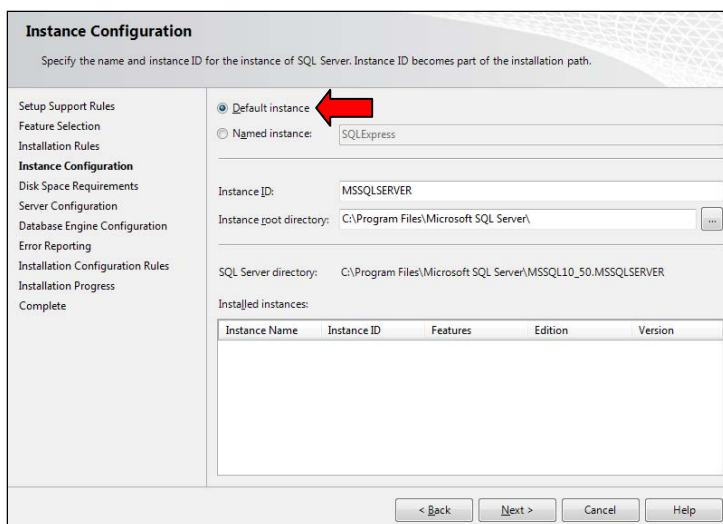 Instance Configuration
Specify the name and instance ID for the instance of SQL Server. Instance ID becomes part of the installation path.
Setup Support Rules
Feature Selection
Installation Rules
Instance Configuration
Disk Space Requirements
Server Configuration
Database Engine Configuration
Error Reporting
Installation Configuration Rules
Installation Progress
Complete
Default instance
Named instance: SQLExpress
Instance ID: MSSQLSERVER
Instance root directory: C:\Program Files\Microsoft SQL Server\ ...
SQL Server directory: C:\Program Files\Microsoft SQL Server\MSSQL10_50.MSSQLSERVER
Installed instances:
Instance Name Instance ID Features Edition Version
< Back Next > Cancel Help